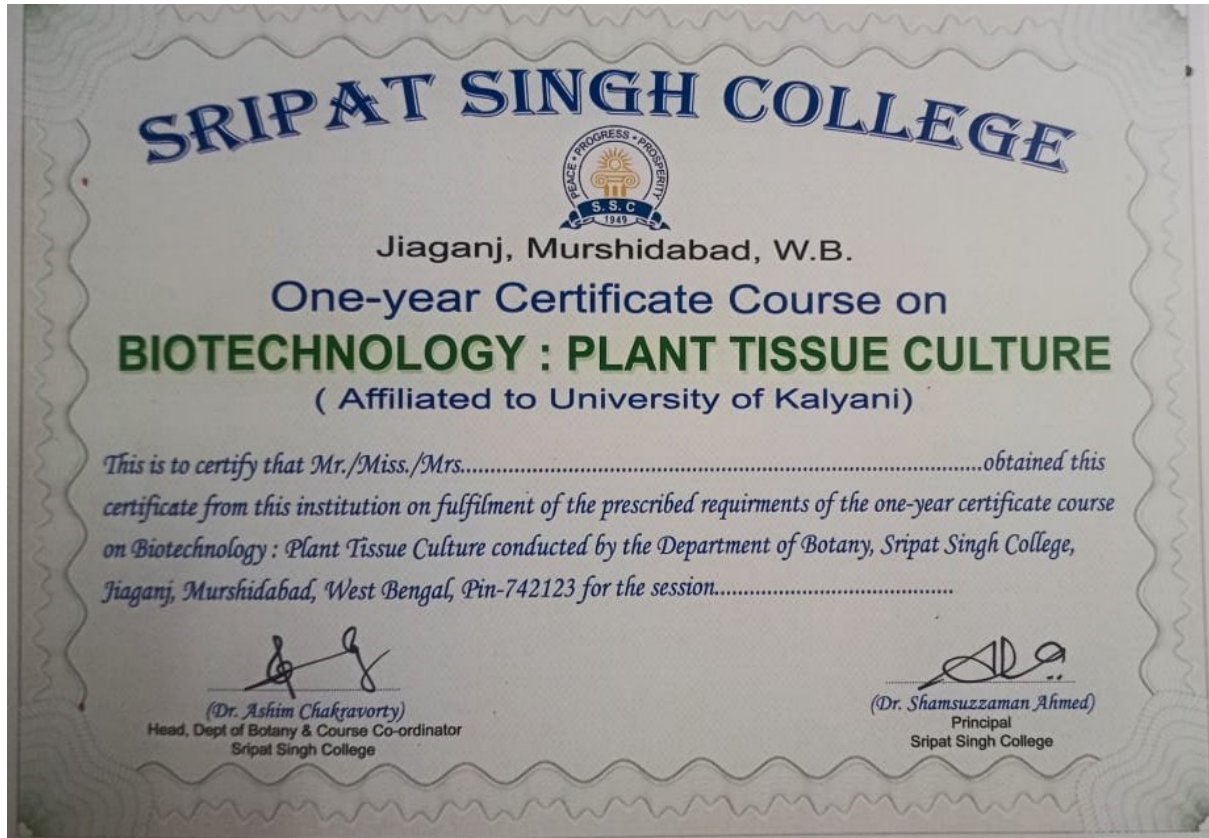 SRIPAT SINGH COLLEGE
PEACE • PROGRESS • PROSPERITY
S. S. C
1949
Jiaganj, Murshidabad, W.B.
One-year Certificate Course on
BIOTECHNOLOGY : PLANT TISSUE CULTURE
( Affiliated to University of Kalyani)
This is to certify that Mr./Miss./Mrs..........................................................................................obtained this
certificate from this institution on fulfilment of the prescribed requirments of the one-year certificate course
on Biotechnology : Plant Tissue Culture conducted by the Department of Botany, Sripat Singh College,
Jiaganj, Murshidabad, West Bengal, Pin-742123 for the session.........................................
(Dr. Ashim Chakravorty)
Head, Dept of Botany & Course Co-ordinator
Sripat Singh College
(Dr. Shamsuzzaman Ahmed)
Principal
Sripat Singh College